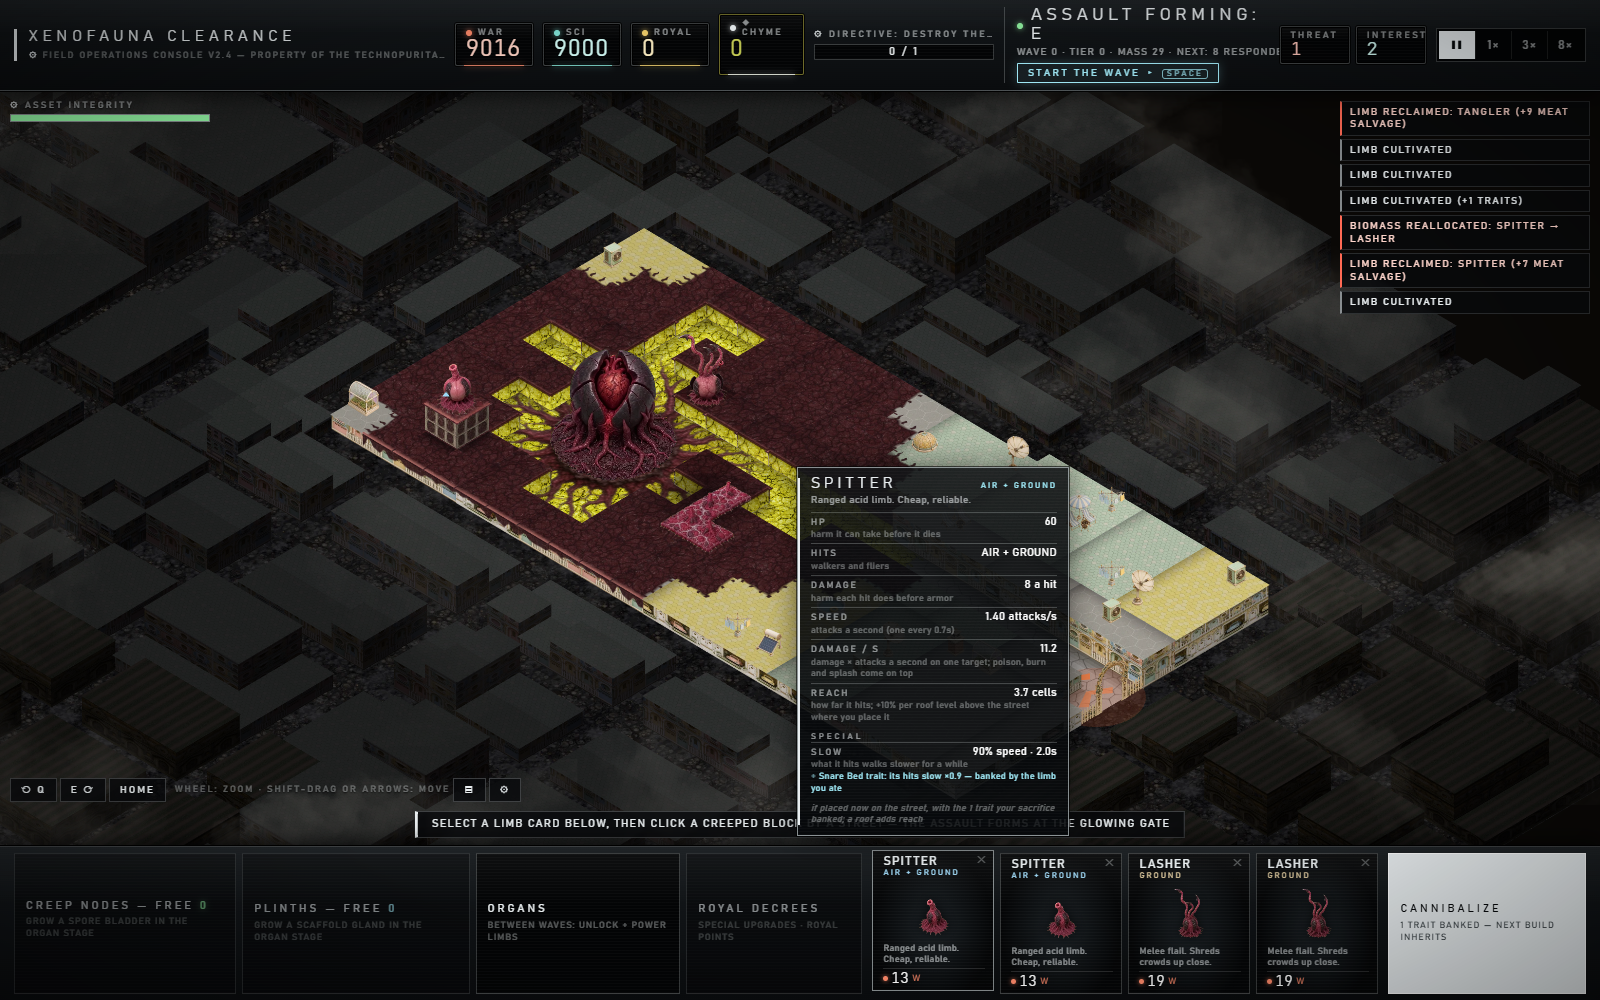 XENOFAUNA CLEARANCE
FIELD OPERATIONS CONSOLE V2.4 — PROPERTY OF THE TECHNOPURITA…
WAR
9016
SCI
9000
ROYAL
0
CHYME
0
DIRECTIVE: DESTROY THE…
0 / 1
ASSAULT FORMING:
E
WAVE 0 · TIER 0 · MASS 29 · NEXT: 8 RESPONDE
START THE WAVE ▸ SPACE
THREAT
1
INTEREST
2
1×
3×
8×
ASSET INTEGRITY
LIMB RECLAIMED: TANGLER (+9 MEAT
SALVAGE)
LIMB CULTIVATED
LIMB CULTIVATED
LIMB CULTIVATED (+1 TRAITS)
BIOMASS REALLOCATED: SPITTER →
LASHER
LIMB RECLAIMED: SPITTER (+7 MEAT
SALVAGE)
LIMB CULTIVATED
SPITTER
AIR + GROUND
Ranged acid limb. Cheap, reliable.
HP
60
harm it can take before it dies
HITS
AIR + GROUND
walkers and fliers
DAMAGE
8 a hit
harm each hit does before armor
SPEED
1.40 attacks/s
attacks a second (one every 0.7s)
DAMAGE / S
11.2
damage × attacks a second on one target; poison, burn
and splash come on top
REACH
3.7 cells
how far it hits; +10% per roof level above the street
where you place it
SPECIAL
SLOW
90% speed · 2.0s
what it hits walks slower for a while
Snare Bed trait: its hits slow ×0.9 — banked by the limb
you ate
if placed now on the street, with the 1 trait your sacrifice
banked; a roof adds reach
⟲ Q
E ⟳
HOME
WHEEL: ZOOM · SHIFT-DRAG OR ARROWS: MOVE
SELECT A LIMB CARD BELOW, THEN CLICK A CREEPED BLOCK BY A STREET — THE ASSAULT FORMS AT THE GLOWING GATE
CREEP NODES — FREE 0
GROW A SPORE BLADDER IN THE
ORGAN STAGE
PLINTHS — FREE 0
GROW A SCAFFOLD GLAND IN THE
ORGAN STAGE
ORGANS
BETWEEN WAVES: UNLOCK + POWER
LIMBS
ROYAL DECREES
SPECIAL UPGRADES · ROYAL
POINTS
SPITTER
AIR + GROUND
Ranged acid limb.
Cheap, reliable.
13 W
SPITTER
AIR + GROUND
Ranged acid limb.
Cheap, reliable.
13 W
LASHER
GROUND
Melee flail. Shreds
crowds up close.
19 W
LASHER
GROUND
Melee flail. Shreds
crowds up close.
19 W
CANNIBALIZE
1 TRAIT BANKED — NEXT BUILD
INHERITS